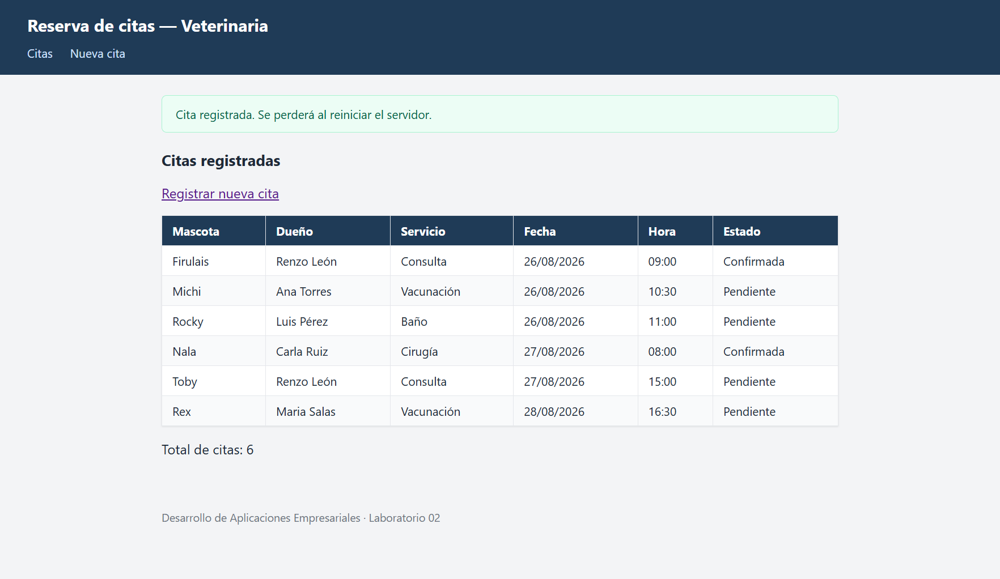 Reserva de citas — Veterinaria
Citas Nueva cita
Cita registrada. Se perderá al reiniciar el servidor.
Citas registradas
Registrar nueva cita
Mascota Dueño Servicio Fecha Hora Estado
Firulais Renzo León Consulta 26/08/2026 09:00 Confirmada
Michi Ana Torres Vacunación 26/08/2026 10:30 Pendiente
Rocky Luis Pérez Baño 26/08/2026 11:00 Pendiente
Nala Carla Ruiz Cirugía 27/08/2026 08:00 Confirmada
Toby Renzo León Consulta 27/08/2026 15:00 Pendiente
Rex Maria Salas Vacunación 28/08/2026 16:30 Pendiente
Total de citas: 6
Desarrollo de Aplicaciones Empresariales · Laboratorio 02